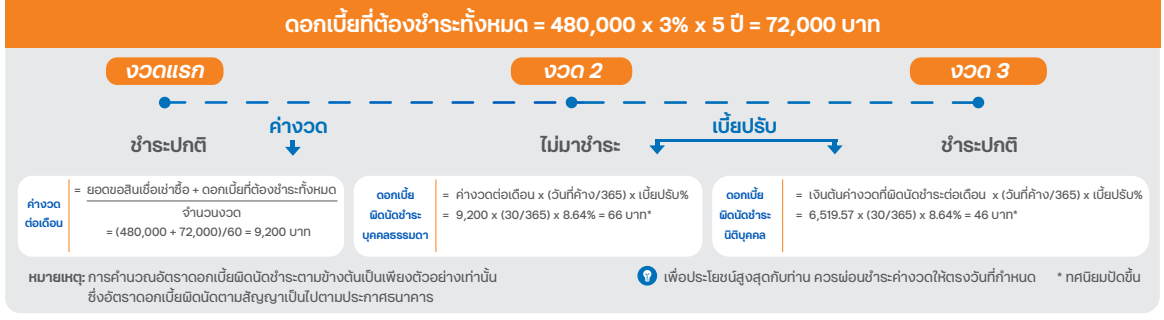 ดอกเบี้ยที่ต้องชำระทั้งหมด = 480,000 x 3% x 5 ปี = 72,000 บาท
งวดแรก
งวด 2
งวด 3
ค่างวด
เบี้ยปรับ
ชำระปกติ
ไม่มาชำระ
ชำระปกติ
ค่างวด
ต่อเดือน
= ยอดขอสินเชื่อเช่าซื้อ + ดอกเบี้ยที่ต้องชำระทั้งหมด
จำนวนงวด
= (480,000 + 72,000)/60 = 9,200 บาท
ดอกเบี้ย
ผิดนัดชำระ
บุคคลธรรมดา
= ค่างวดต่อเดือน x (วันที่ค้าง/365) x เบี้ยปรับ%
= 9,200 x (30/365) x 8.64% = 66 บาท*
ดอกเบี้ย
ผิดนัดชำระ
นิติบุคคล
= เงินต้นค่างวดที่ผิดนัดชำระต่อเดือน x (วันที่ค้าง/365) x เบี้ยปรับ%
= 6,519.57 x (30/365) x 8.64% = 46 บาท*
หมายเหตุ: การคำนวณอัตราดอกเบี้ยผิดนัดชำระตามข้างต้นเป็นเพียงตัวอย่างเท่านั้น
ซึ่งอัตราดอกเบี้ยผิดนัดตามสัญญาเป็นไปตามประกาศธนาคาร
เพื่อประโยชน์สูงสุดกับท่าน ควรผ่อนชำระค่างวดให้ตรงวันที่กำหนด
* ทศนิยมปัดขึ้น